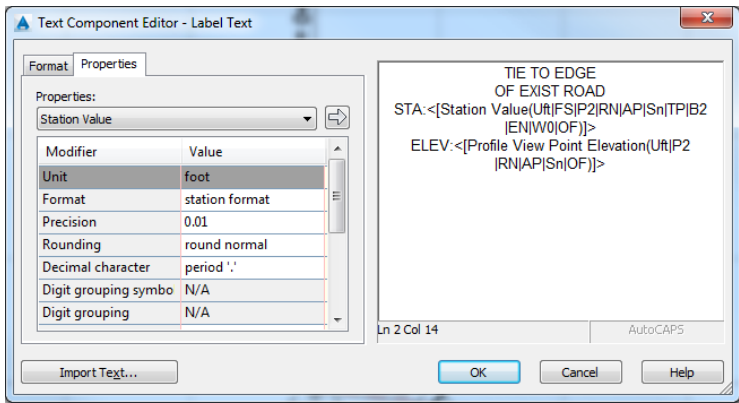 Text Component Editor - Label Text
Format
Properties
Properties:
Station Value
Modifier Value
Unit foot
Format station format
Precision 0.01
Rounding round normal
Decimal character period '.'
Digit grouping symbo N/A
Digit grouping N/A
TIE TO EDGE
OF EXIST ROAD
STA:<[Station Value(Uft|FS|P2|RN|AP|Sn|TP|B2
|EN|W0|OF)]>
ELEV:<[Profile View Point Elevation(Uft|P2
|RN|AP|Sn|OF)]>
Ln 2 Col 14
AutoCAPS
Import Text...
OK
Cancel
Help